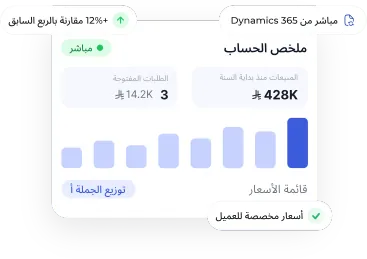 مباشر من Dynamics 365
+12% مقارنة بالربع السابق
ملخص الحساب
مباشر
المبيعات منذ بداية السنة
428K
الطلبات المفتوحة
3
14.2K
قائمة الأسعار
توزيع الجملة أ
أسعار مخصصة للعميل